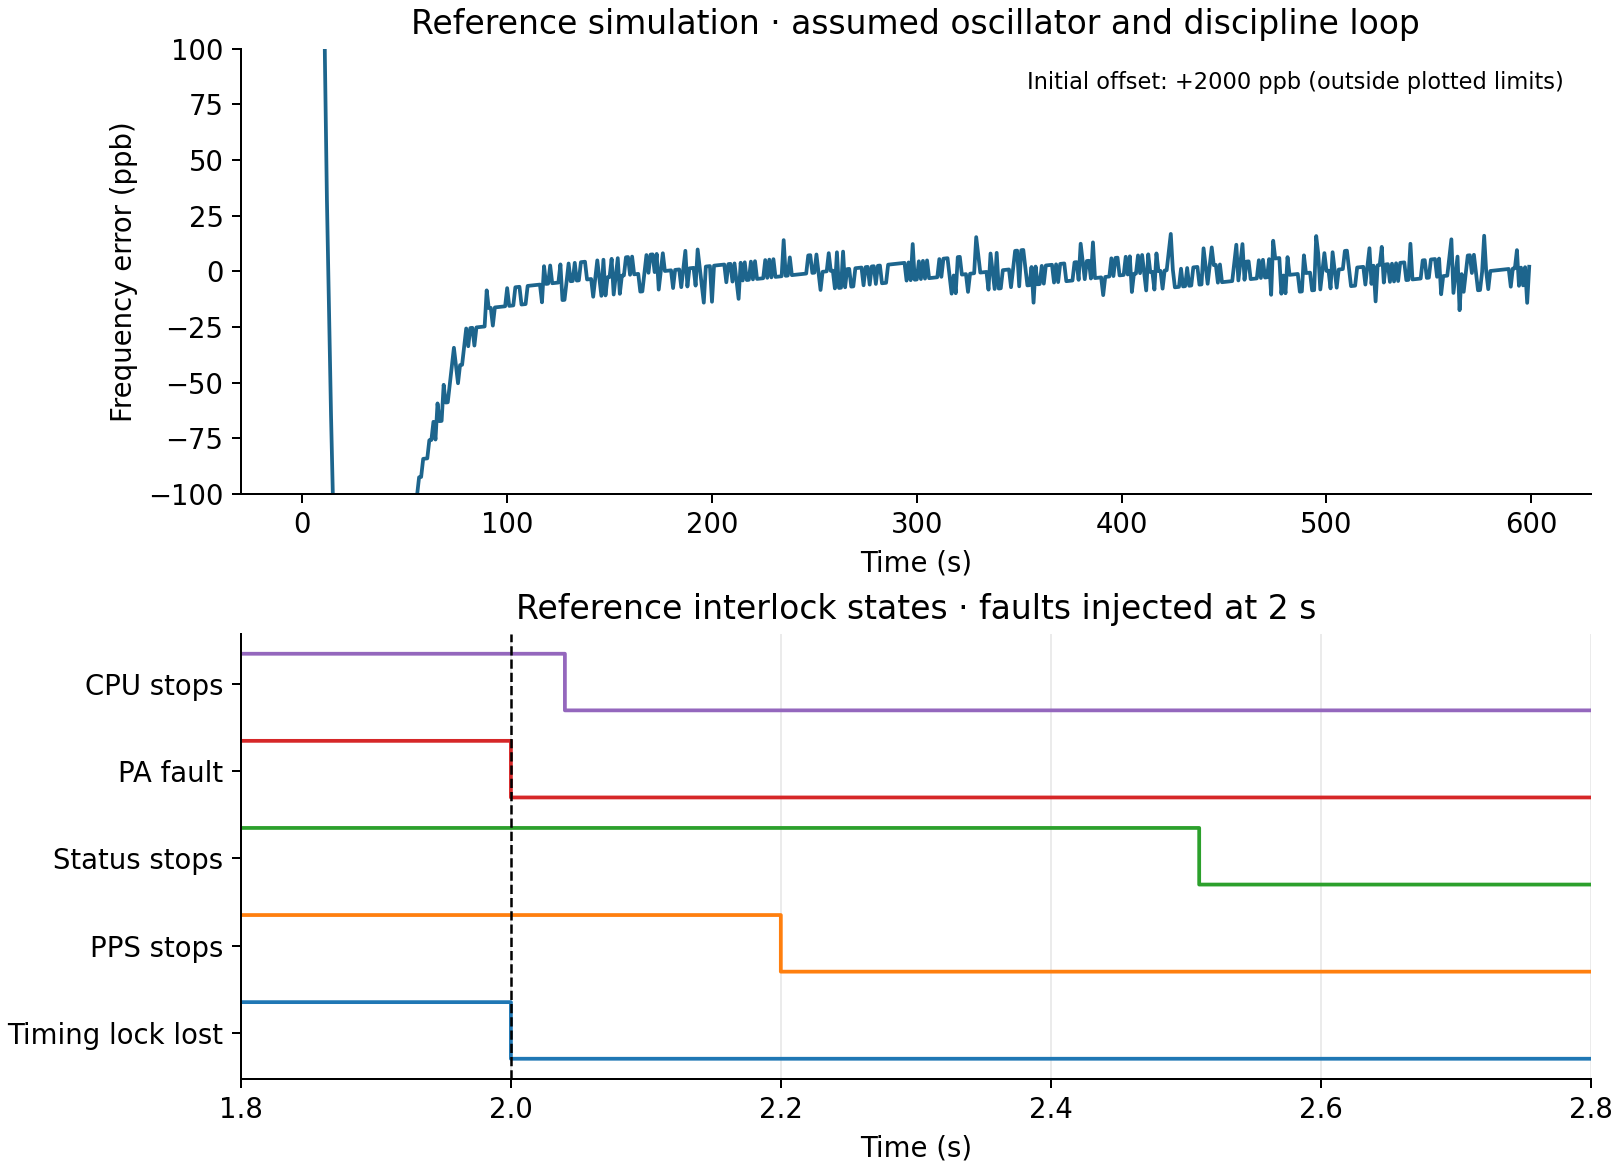 Reference simulation · assumed oscillator and discipline loop
Initial offset: +2000 ppb (outside plotted limits)
Frequency error (ppb)
100
75
50
25
0
−25
−50
−75
−100
0 100 200 300 400 500 600
Time (s)
Reference interlock states · faults injected at 2 s
CPU stops
PA fault
Status stops
PPS stops
Timing lock lost
1.8 2.0 2.2 2.4 2.6 2.8
Time (s)